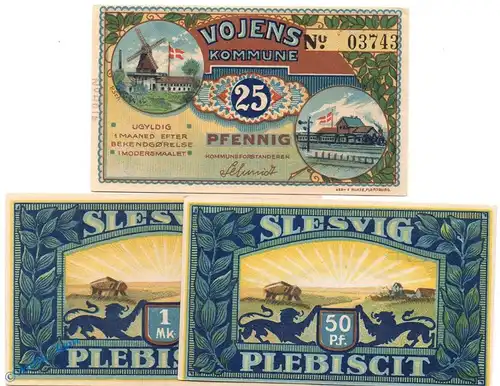 VOJENS
KOMMUNE
Nº 03743
25
PFENNIG
UGYLDIG
1 MAANED EFTER
BEKENDGØRELSE
I MODERSMAALET
KOMMUNEFORSTANDEREN
Schmidt
SLESVIG
1
Mk.
PLEBISCIT
SLESVIG
50
Pf.
PLEBISCIT